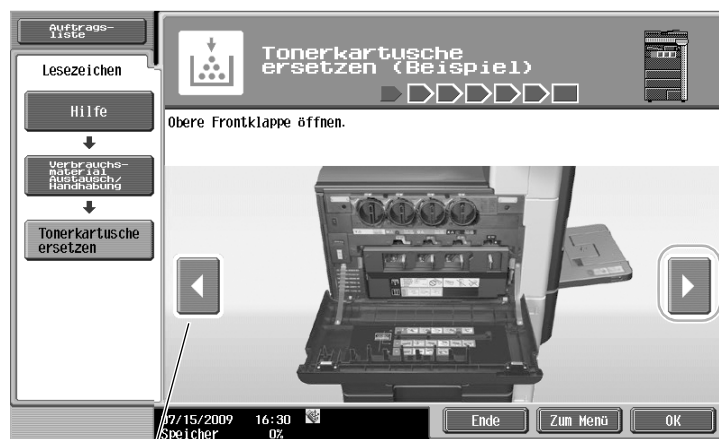 Auftrags-
liste
Lesezeichen
Hilfe
Verbrauchs-
material
Austausch/
Handhabung
Tonerkartusche
ersetzen
Tonerkartusche
ersetzen (Beispiel)
Obere Frontklappe öffnen.
07/15/2009 16:30
Speicher 0%
Ende
Zum Menü
OK